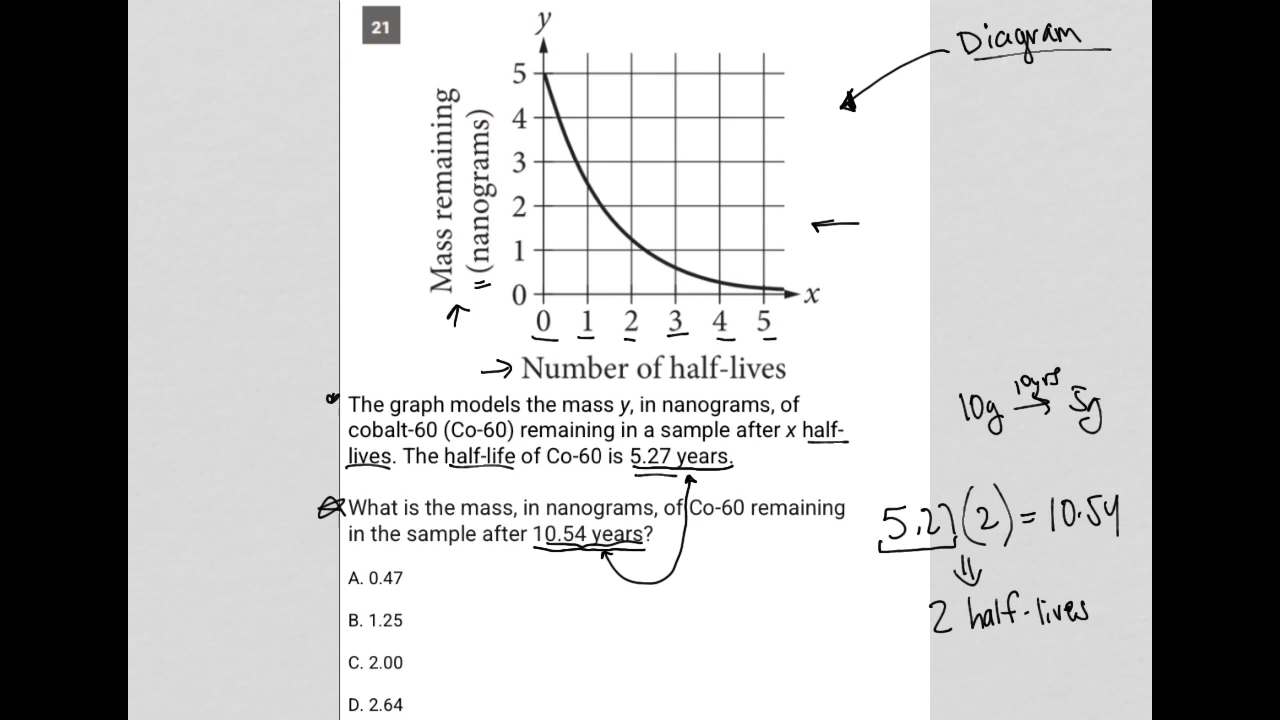 21
Diagram
y
5
4
3
2
1
0
Mass remaining
(nanograms)
x
0 1 2 3 4 5
Number of half-lives
The graph models the mass y, in nanograms, of
cobalt-60 (Co-60) remaining in a sample after x half-
lives. The half-life of Co-60 is 5.27 years.
10g 10yrs → 5g
What is the mass, in nanograms, of Co-60 remaining
in the sample after 10.54 years?
5.27(2) = 10.54
2 half-lives
A. 0.47
B. 1.25
C. 2.00
D. 2.64